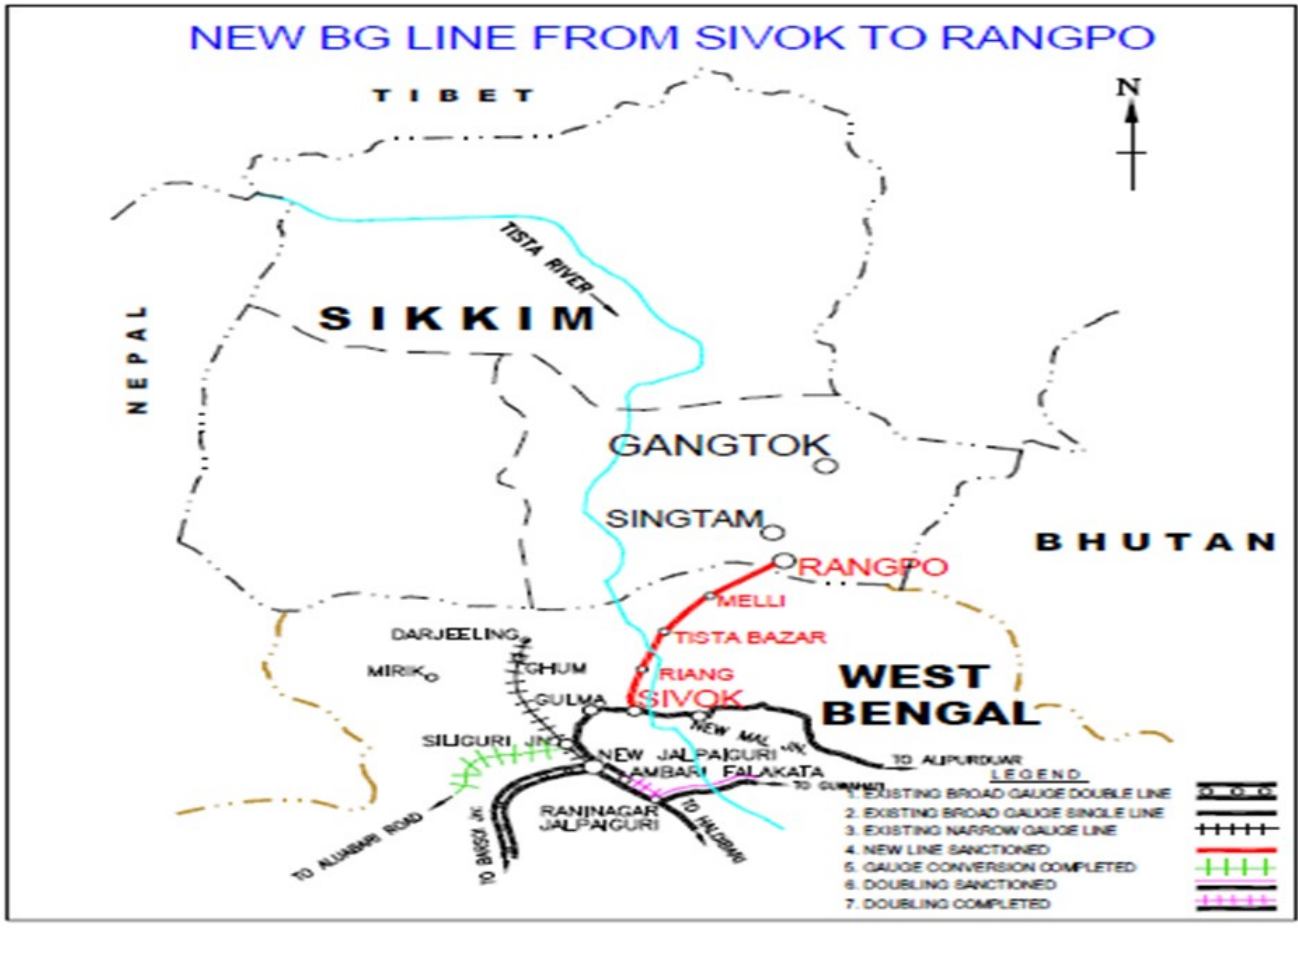 NEW BG LINE FROM SIVOK TO RANGPO
TIBET
N
TISTA RIVER
SIKKIM
NEPAL
GANGTOK
SINGTAM
BHUTAN
RANGPO
MELLI
DARJEELING
TISTA BAZAR
MIRIK
GHUM
RIANG
WEST
BENGAL
GULMA
SIVOK
NEW MAL JN.
SILIGURI JN
NEW JALPAIGURI
TO ALIPURDUAR
AMBARI FALAKATA
TO GUWAHATI
RANINAGAR
JALPAIGURI
TO HALDIBARI
TO ALUABARI ROAD
TO BARSOI JN.
LEGEND
1. EXISTING BROAD GAUGE DOUBLE LINE
2. EXISTING BROAD GAUGE SINGLE LINE
3. EXISTING NARROW GAUGE LINE
4. NEW LINE SANCTIONED
5. GAUGE CONVERSION COMPLETED
6. DOUBLING SANCTIONED
7. DOUBLING COMPLETED